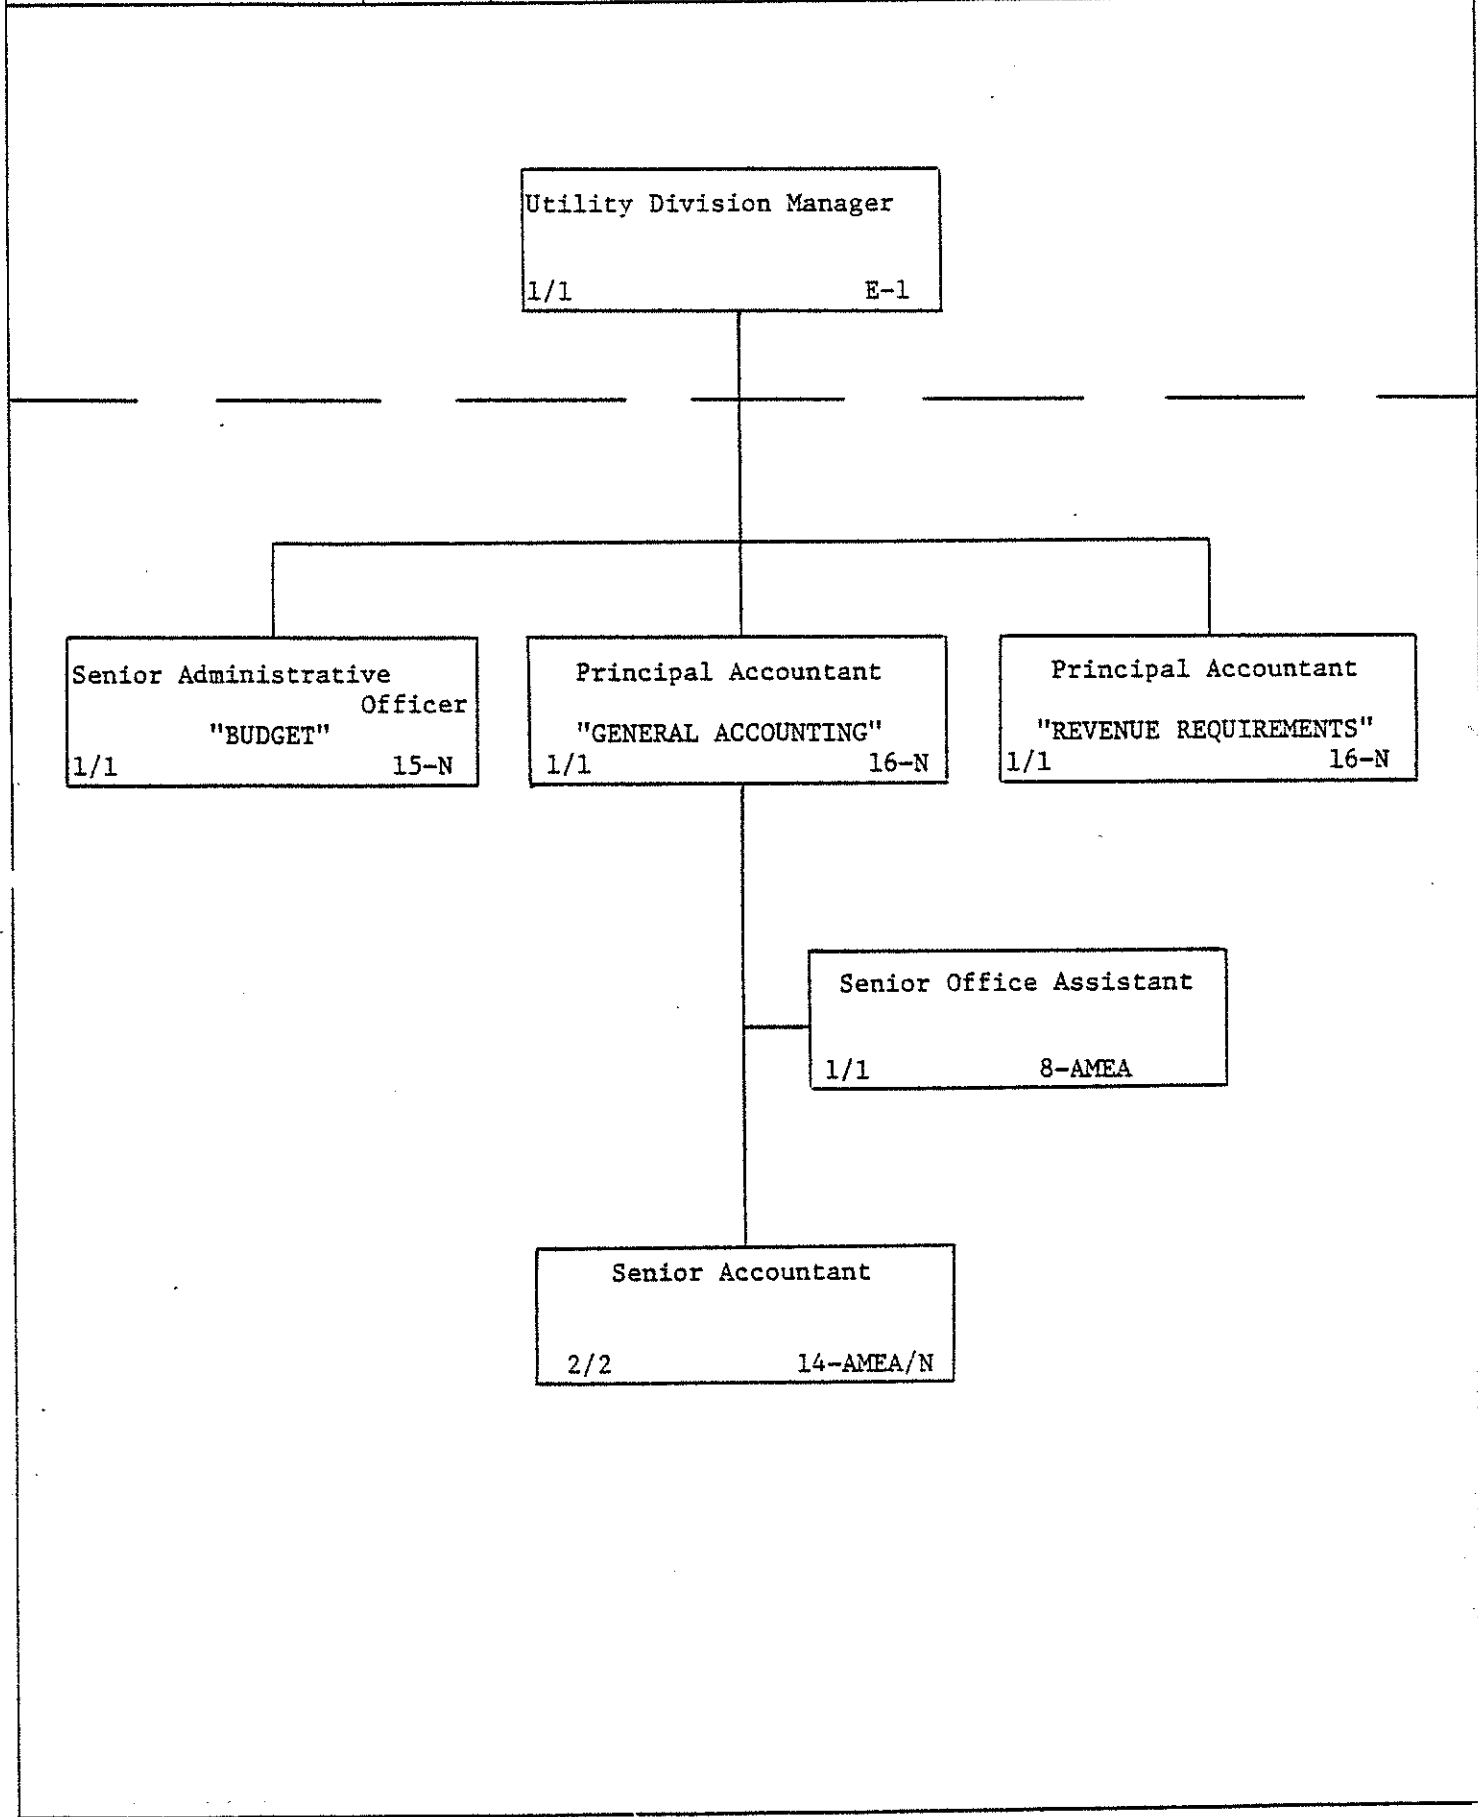 Utility Division Manager
1/1 E-1
Senior Administrative
Officer
"BUDGET"
1/1 15-N
Principal Accountant
"GENERAL ACCOUNTING"
1/1 16-N
Principal Accountant
"REVENUE REQUIREMENTS"
1/1 16-N
Senior Office Assistant
1/1 8-AMEA
Senior Accountant
2/2 14-AMEA/N